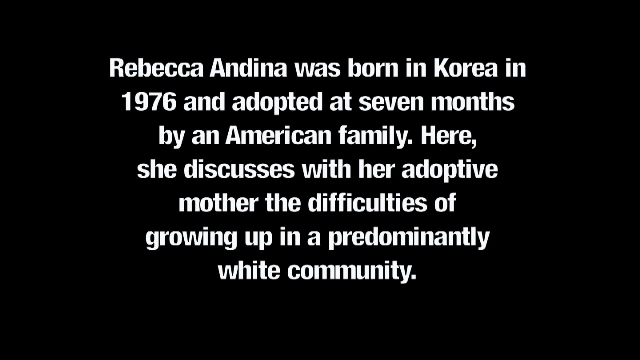 Rebecca Andina was born in Korea in
1976 and adopted at seven months
by an American family. Here,
she discusses with her adoptive
mother the difficulties of
growing up in a predominantly
white community.